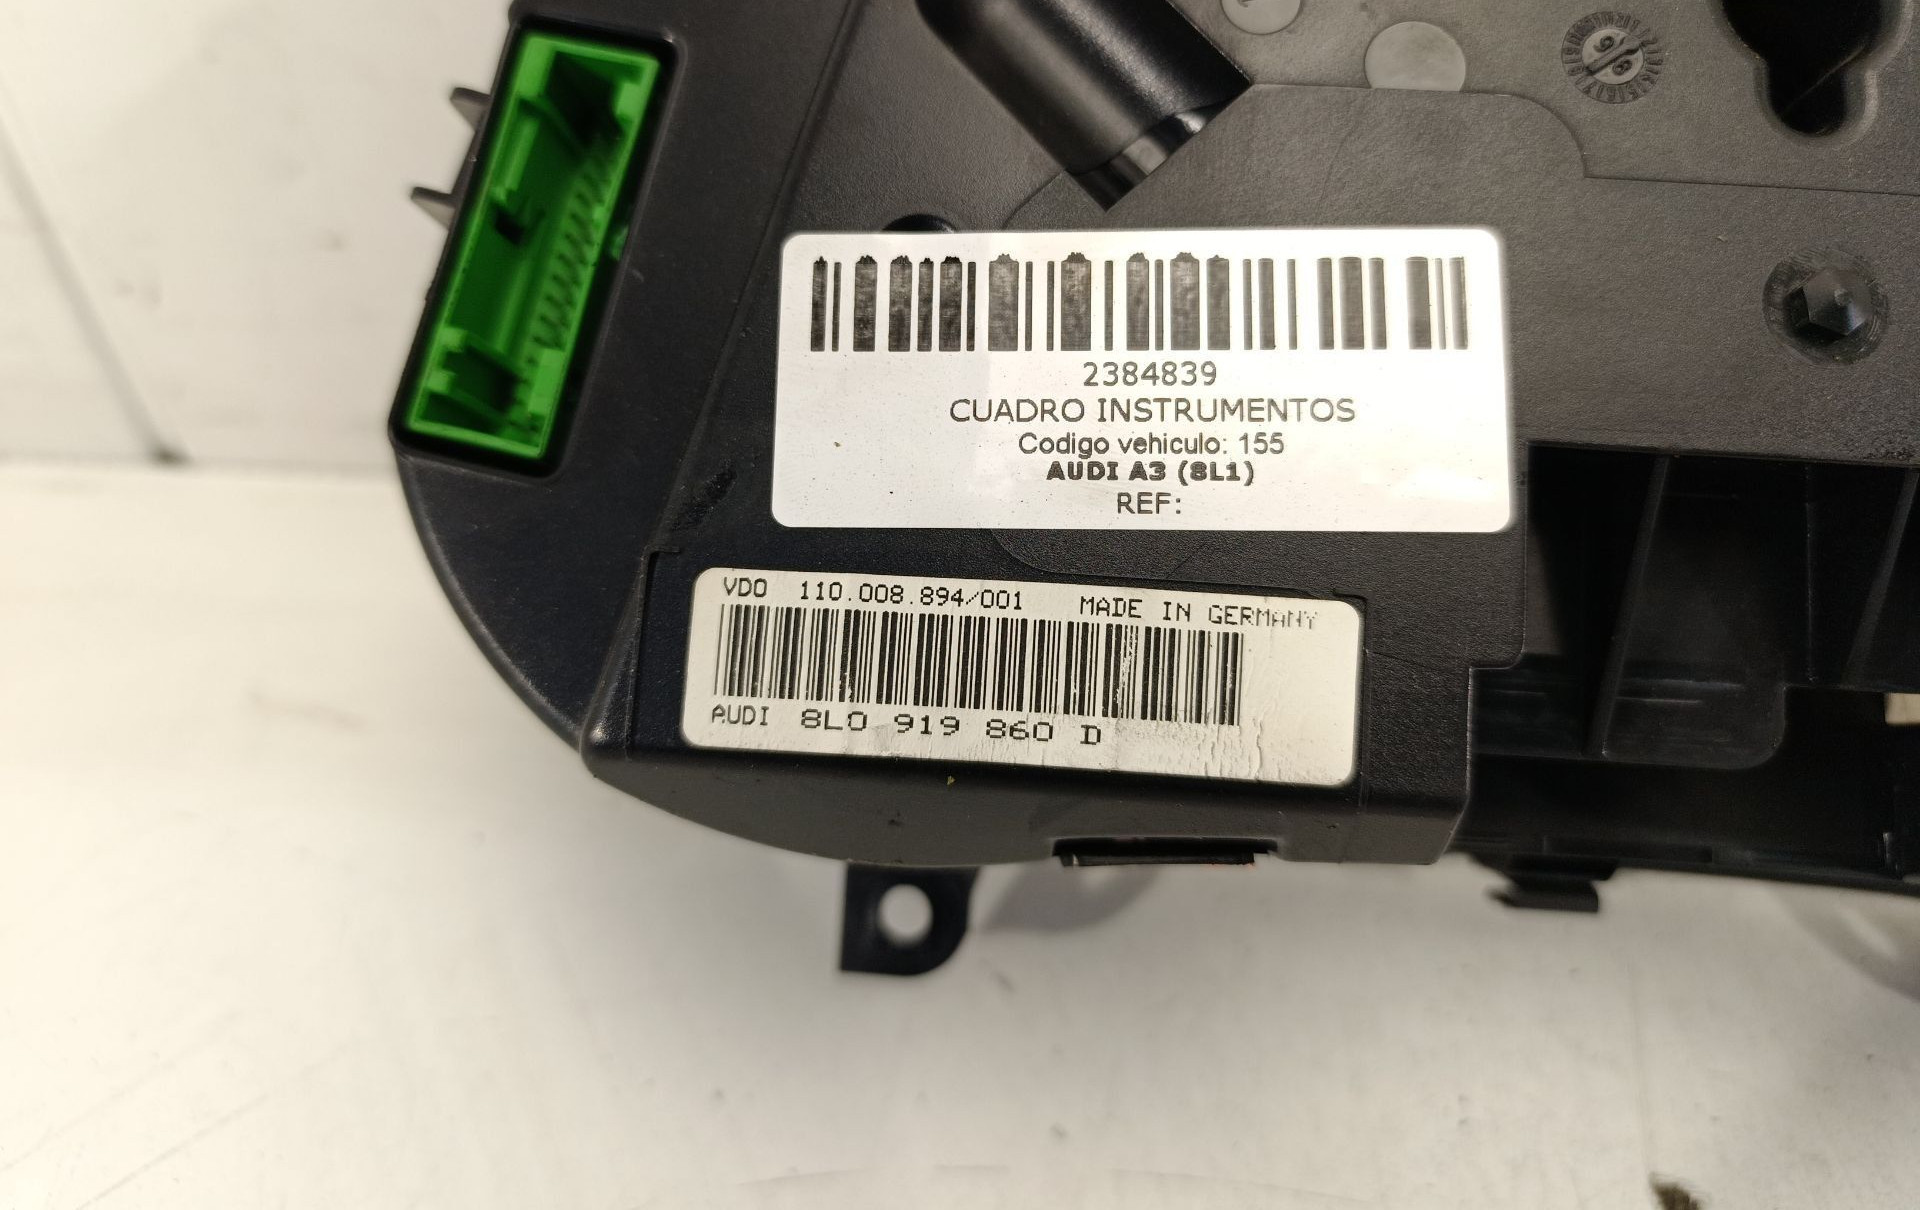 2384839
CUADRO INSTRUMENTOS
Codigo vehiculo: 155
AUDI A3 (8L1)
REF:
VDO 110.008.894/001 MADE IN GERMANY
AUDI 8L0 919 860 D